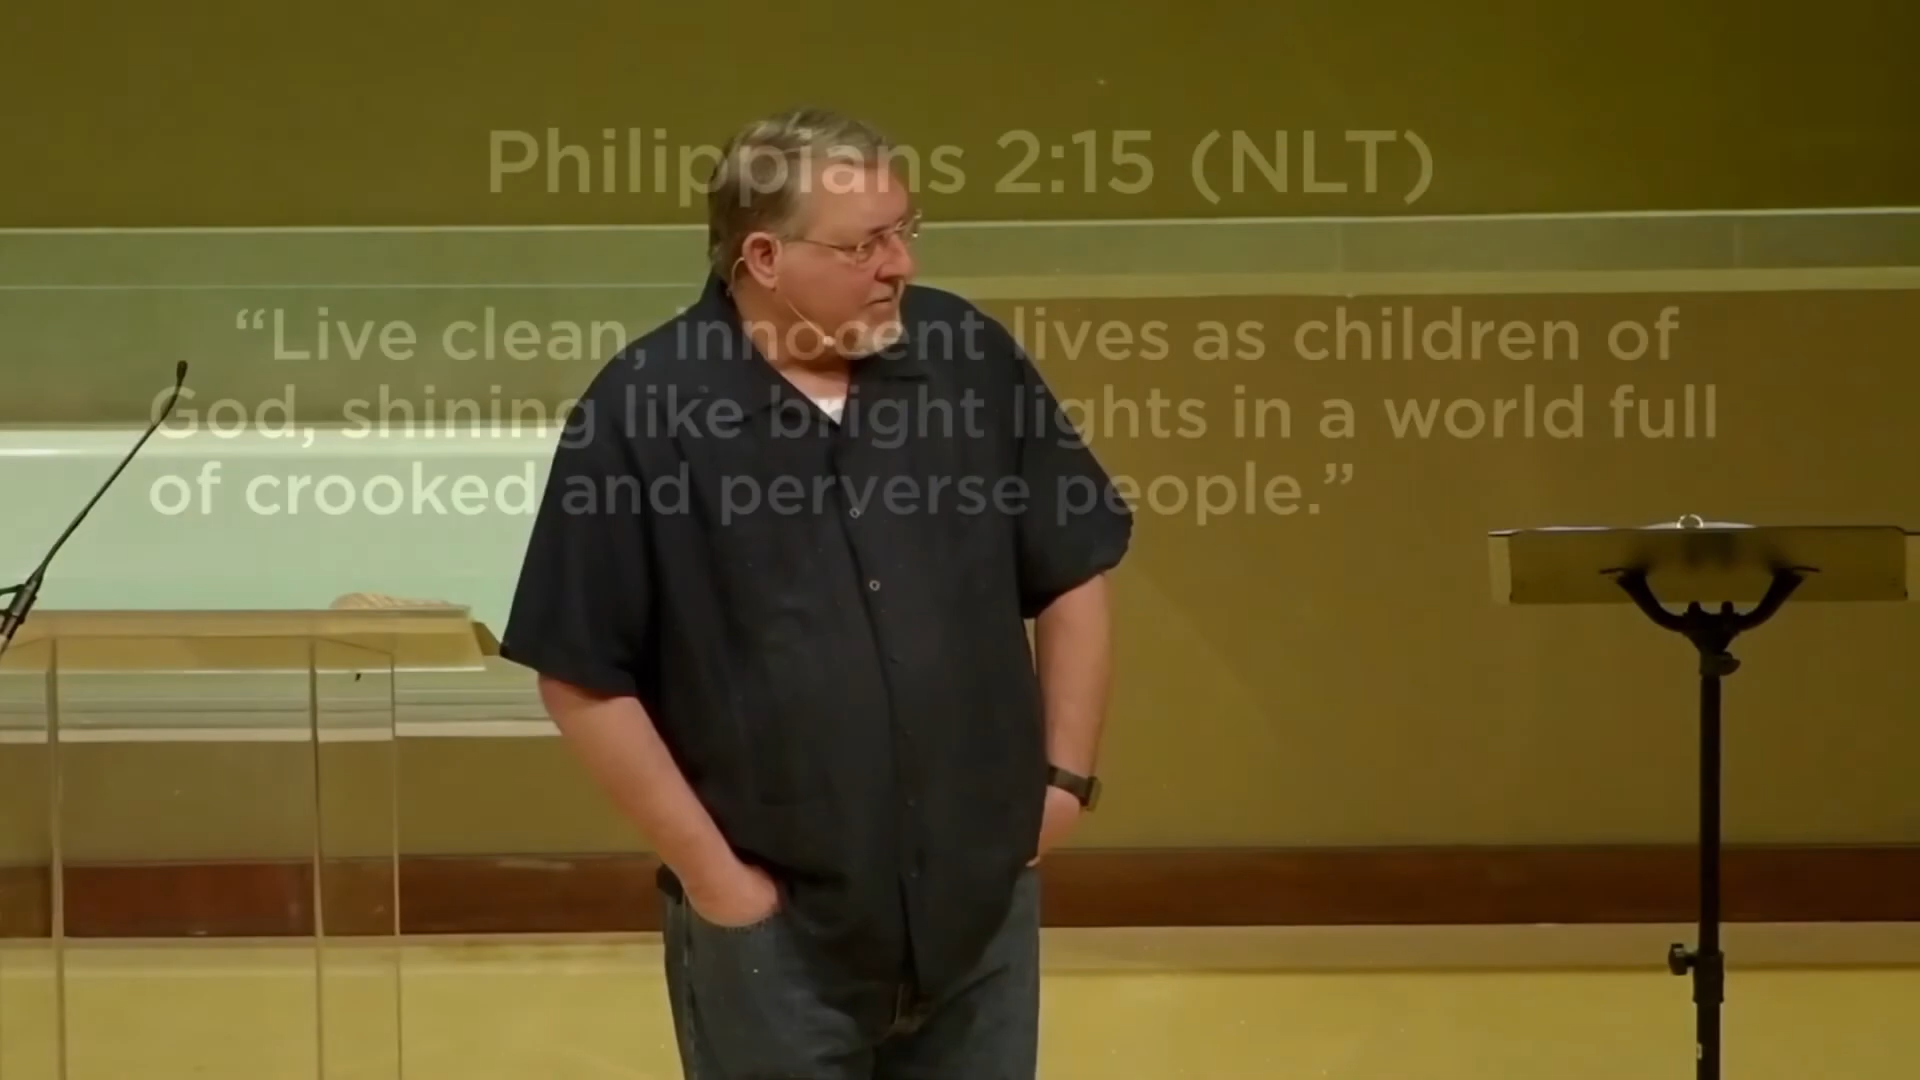 Philippians 2:15 (NLT)
“Live clean, innocent lives as children of
God, shining like bright lights in a world full
of crooked and perverse people.”